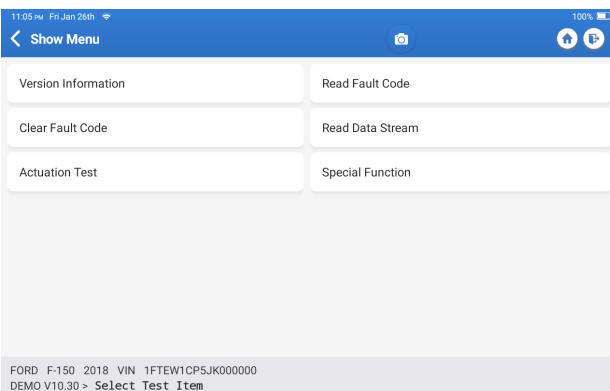 11:05 PM Fri Jan 26th 100%
Show Menu
Version Information Read Fault Code
Clear Fault Code Read Data Stream
Actuation Test Special Function
FORD F-150 2018 VIN 1FTEW1CP5JK000000
DEMO V10.30 > Select Test Item